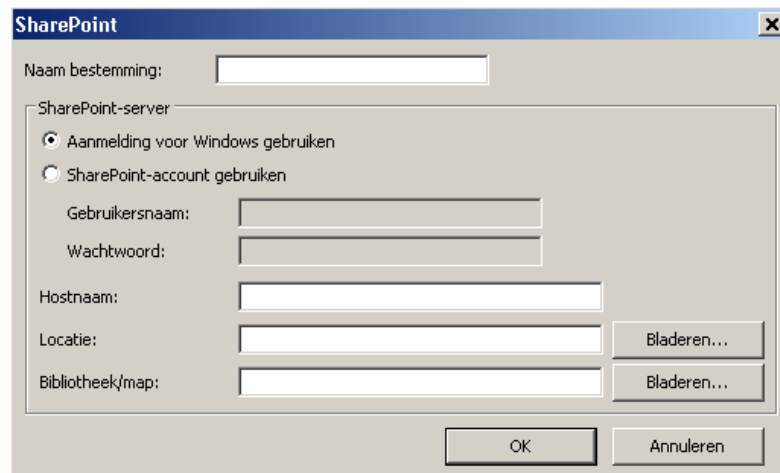 SharePoint
Naam bestemming:
SharePoint-server
Aanmelding voor Windows gebruiken
SharePoint-account gebruiken
Gebruikersnaam:
Wachtwoord:
Hostnaam:
Locatie:
Bladeren...
Bibliotheek/map:
Bladeren...
OK
Annuleren